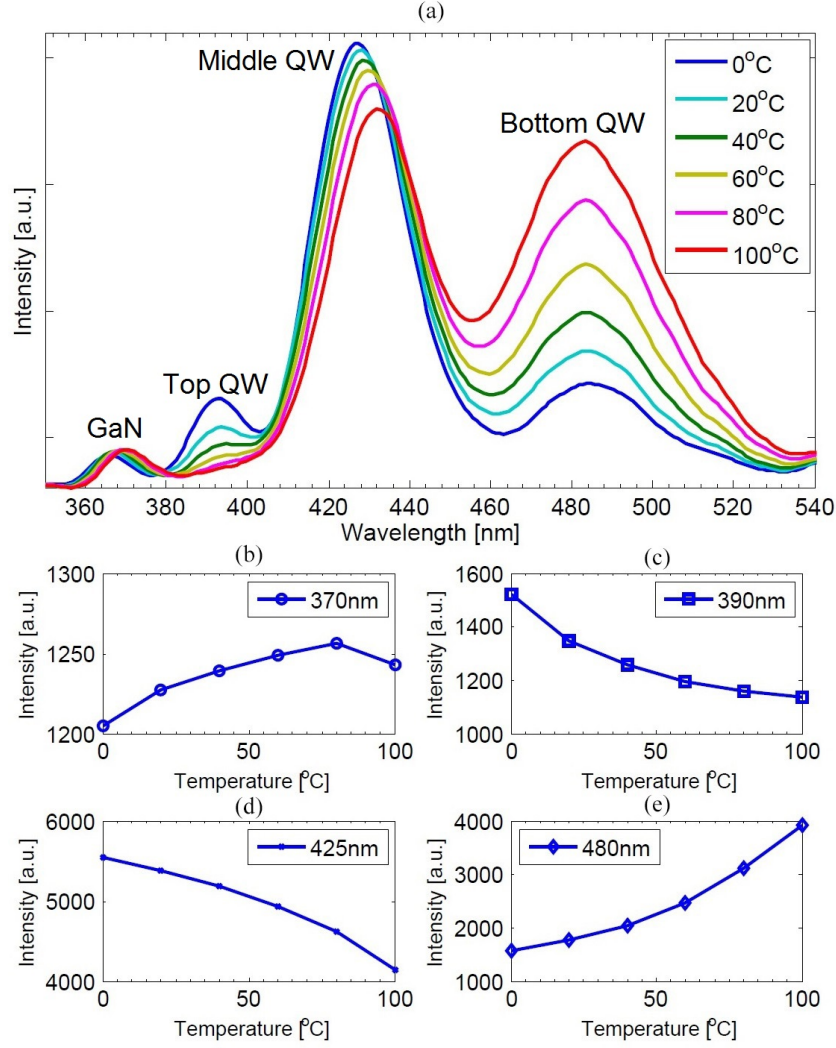 (a)
Middle QW
Bottom QW
Top QW
GaN
0°C
20°C
40°C
60°C
80°C
100°C
Intensity [a.u.]
360 380 400 420 440 460 480 500 520 540
Wavelength [nm]
(b)
1300
1250
1200
370nm
Intensity [a.u.]
0 50 100
Temperature [°C]
(c)
1600
1400
1200
1000
390nm
Intensity [a.u.]
0 50 100
Temperature [°C]
(d)
6000
5000
4000
425nm
Intensity [a.u.]
0 50 100
Temperature [°C]
(e)
4000
3000
2000
1000
480nm
Intensity [a.u.]
0 50 100
Temperature [°C]